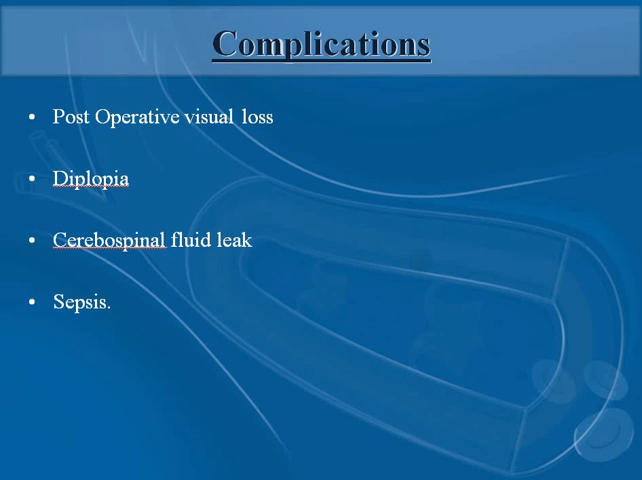 Complications
• Post Operative visual loss
• Diplopia
• Cerebospinal fluid leak
• Sepsis.